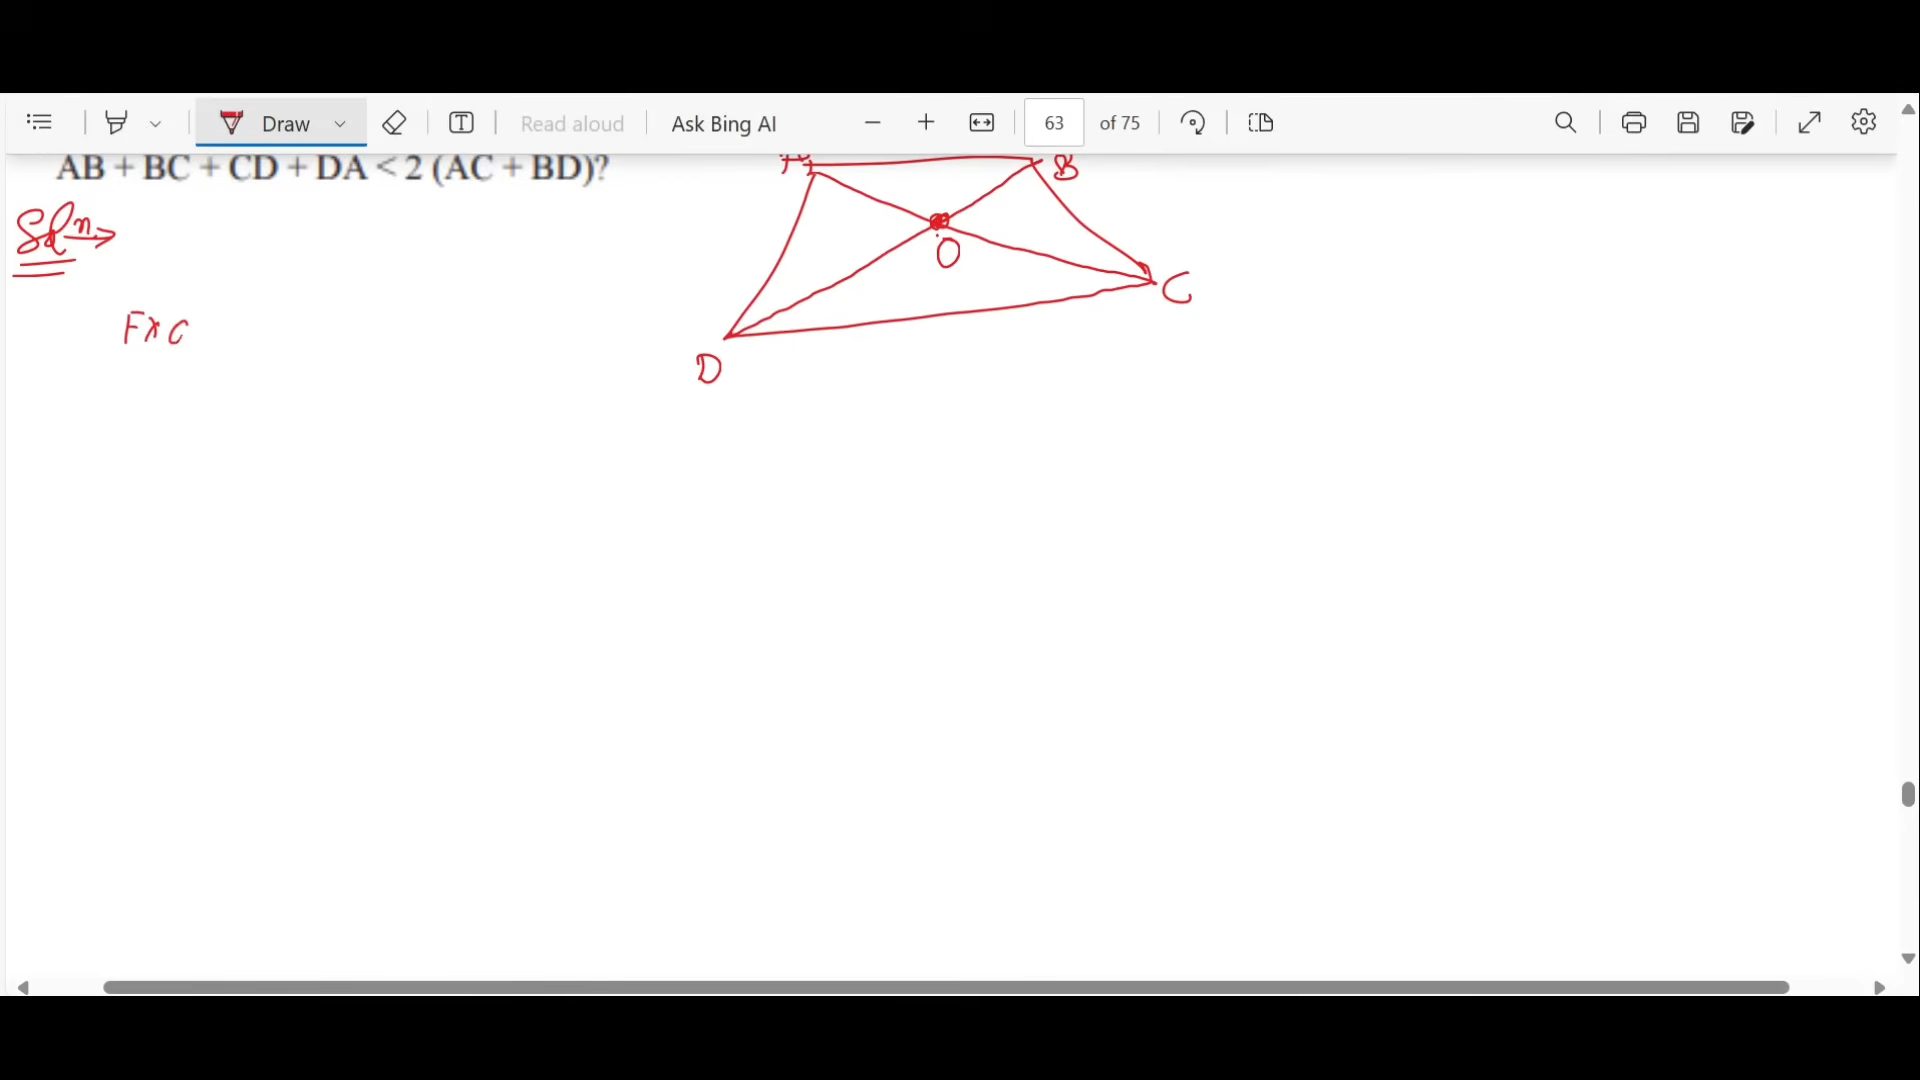 Draw
Read aloud
Ask Bing AI
63 of 75
AB + BC + CD + DA < 2 (AC + BD)?
A
B
Solⁿ→
O
C
D